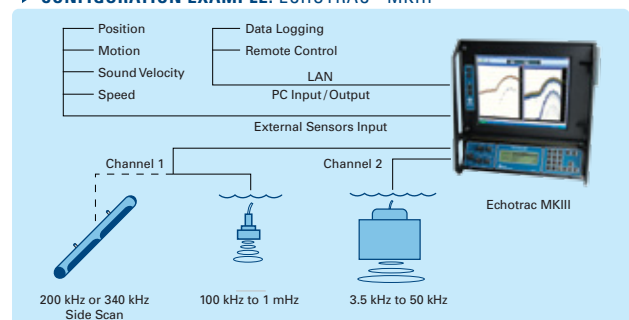 CONFIGURATION EXAMPLE: ECHOTRAC MKIII
Position
Motion
Sound Velocity
Speed
Data Logging
Remote Control
LAN
PC Input/Output
External Sensors Input
Channel 1
Channel 2
Echotrac MKIII
200 kHz or 340 kHz
Side Scan
100 kHz to 1 mHz
3.5 kHz to 50 kHz